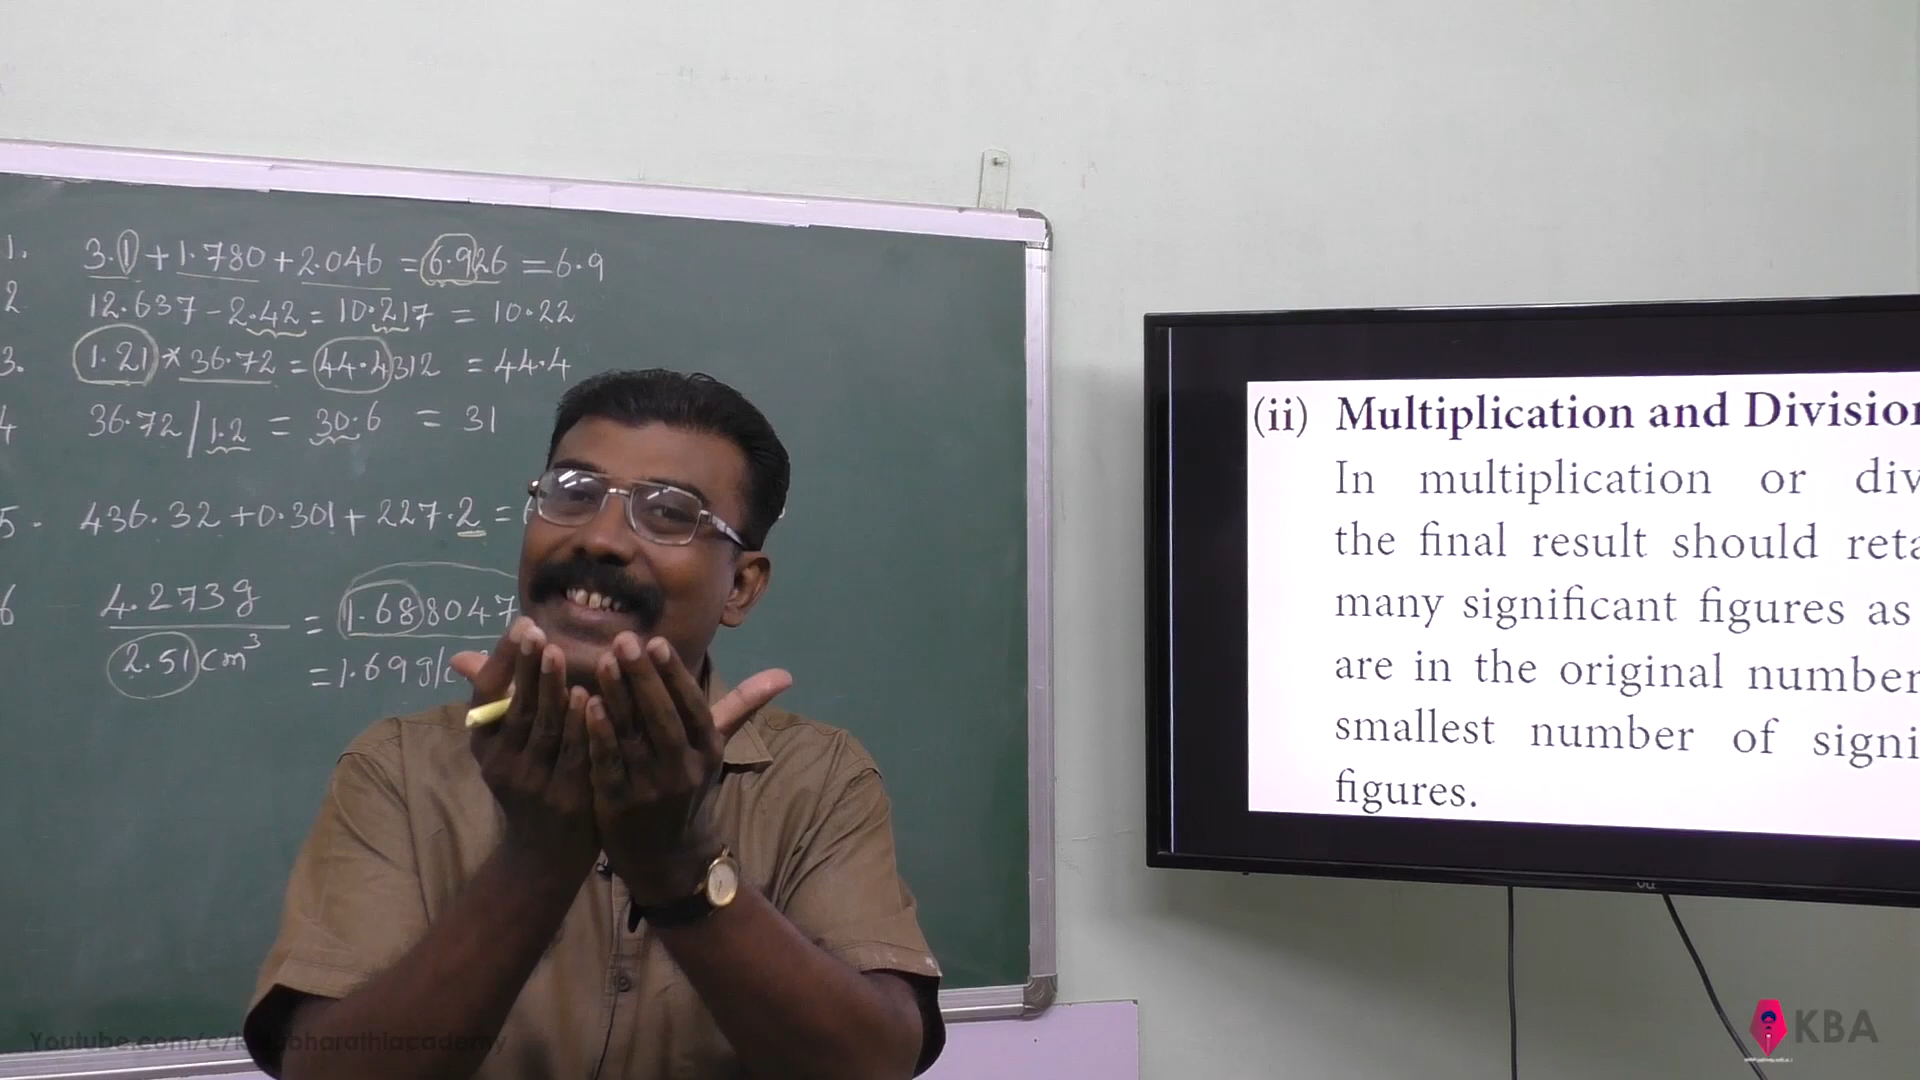 1. 3.1 + 1.780 + 2.046 = 6.926 = 6.9
2. 12.637 - 2.42 = 10.217 = 10.22
3. 1.21 * 36.72 = 44.4312 = 44.4
4 36.72 / 1.2 = 30.6 = 31
5. 436.32 + 0.301 + 227.2 =
6 4.273g
2.51 cm³
= 1.688047
= 1.69 g/c
(ii) Multiplication and Division
In multiplication or div
the final result should reta
many significant figures as
are in the original number
smallest number of signi
figures.
KBA